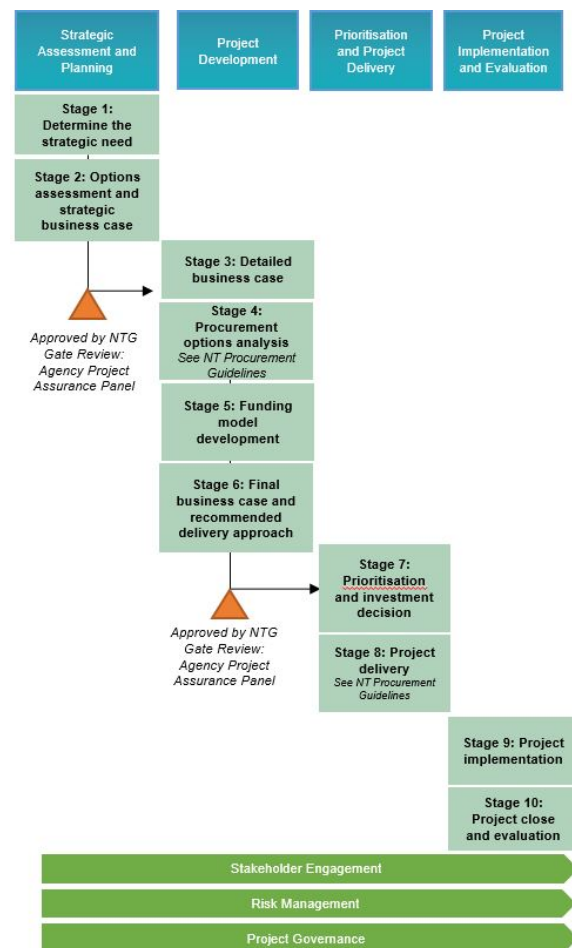 Strategic
Assessment and
Planning
Project
Development
Prioritisation
and Project
Delivery
Project
Implementation
and Evaluation
Stage 1:
Determine the
strategic need
Stage 2: Options
assessment and
strategic
business case
Approved by NTG
Gate Review:
Agency Project
Assurance Panel
Stage 3: Detailed
business case
Stage 4:
Procurement
options analysis
See NT Procurement
Guidelines
Stage 5: Funding
model
development
Stage 6: Final
business case and
recommended
delivery approach
Approved by NTG
Gate Review:
Agency Project
Assurance Panel
Stage 7:
Prioritisation
and investment
decision
Stage 8: Project
delivery
See NT Procurement
Guidelines
Stage 9: Project
implementation
Stage 10:
Project close
and evaluation
Stakeholder Engagement
Risk Management
Project Governance